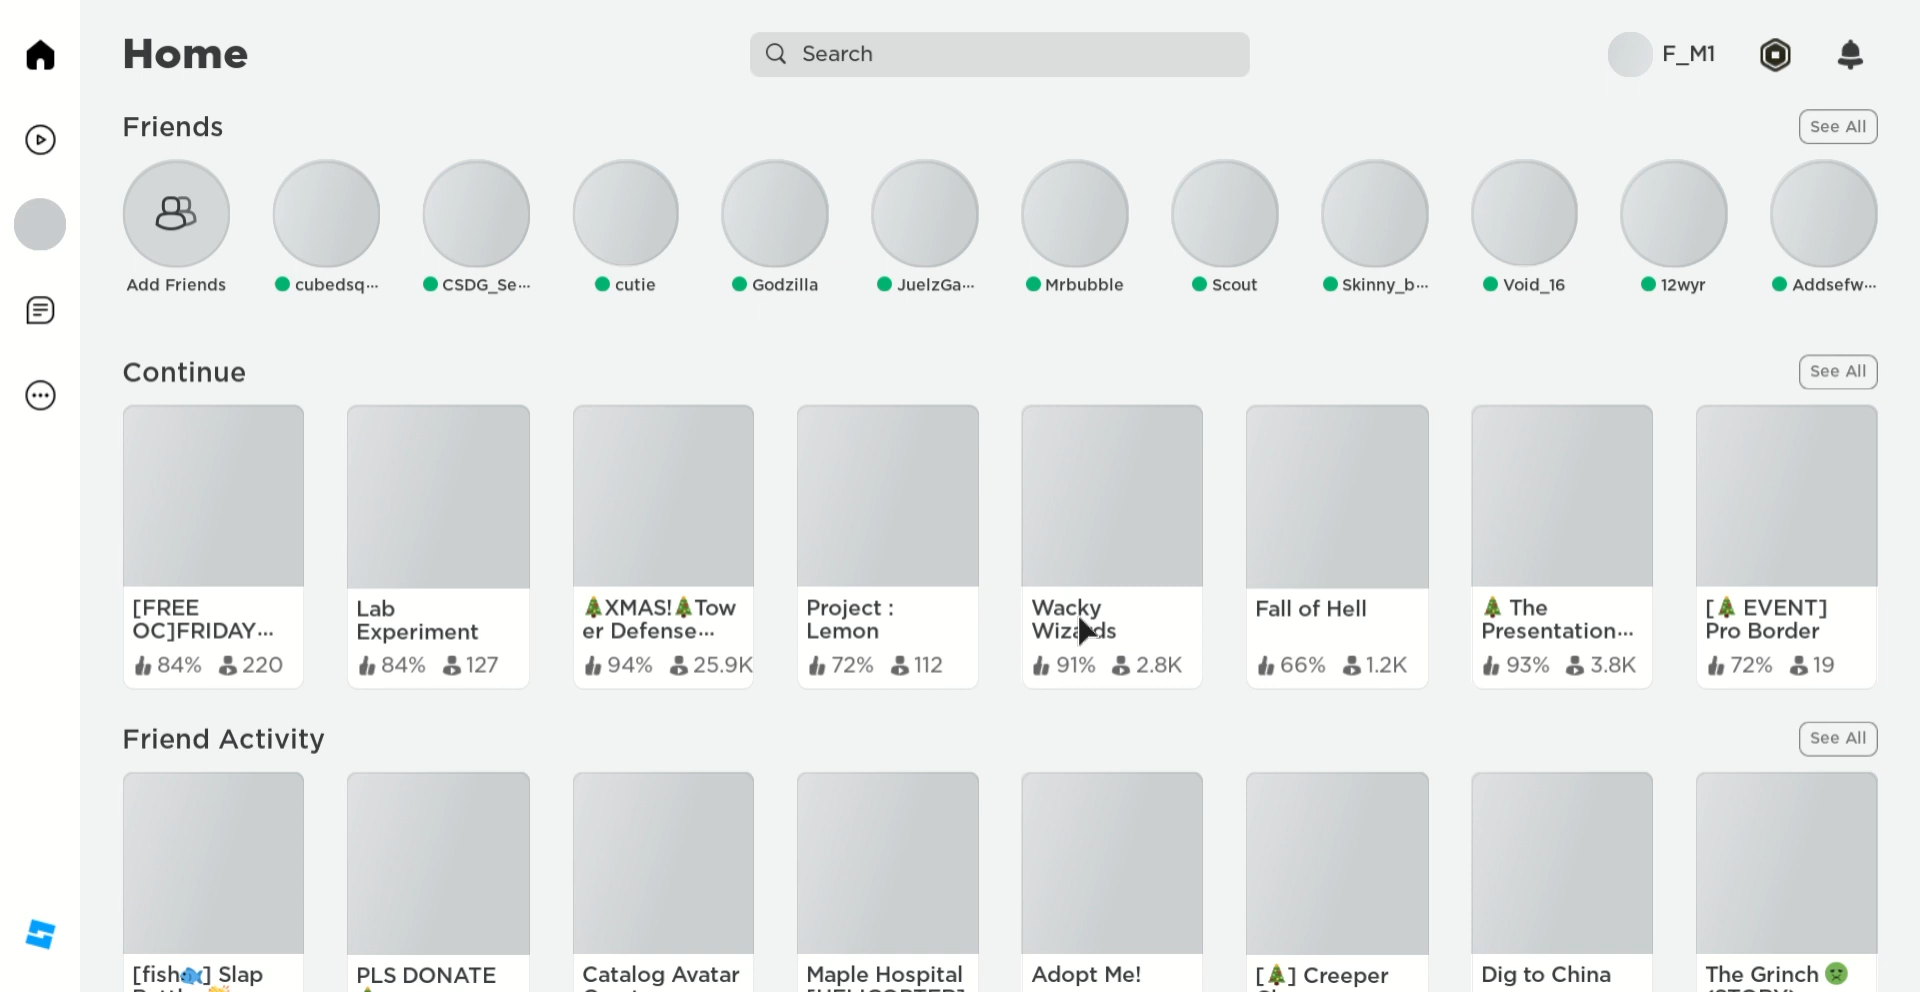 Home
Search
F_M1
Friends
See All
Add Friends
cubedsq...
CSDG_Se...
cutie
Godzilla
JuelzGa...
Mrbubble
Scout
Skinny_b...
Void_16
12wyr
Addsefw...
Continue
See All
[FREE
OC]FRIDAY...
84% 220
Lab
Experiment
84% 127
🎄XMAS!🎄Tow
er Defense...
94% 25.9K
Project :
Lemon
72% 112
Wacky
Wizards
91% 2.8K
Fall of Hell
66% 1.2K
🎄 The
Presentation...
93% 3.8K
[🎄 EVENT]
Pro Border
72% 19
Friend Activity
See All
[fish🐟] Slap
PLS DONATE
Catalog Avatar
Maple Hospital
[HELICOPTER]
Adopt Me!
[🎄] Creeper
Dig to China
The Grinch 🤢